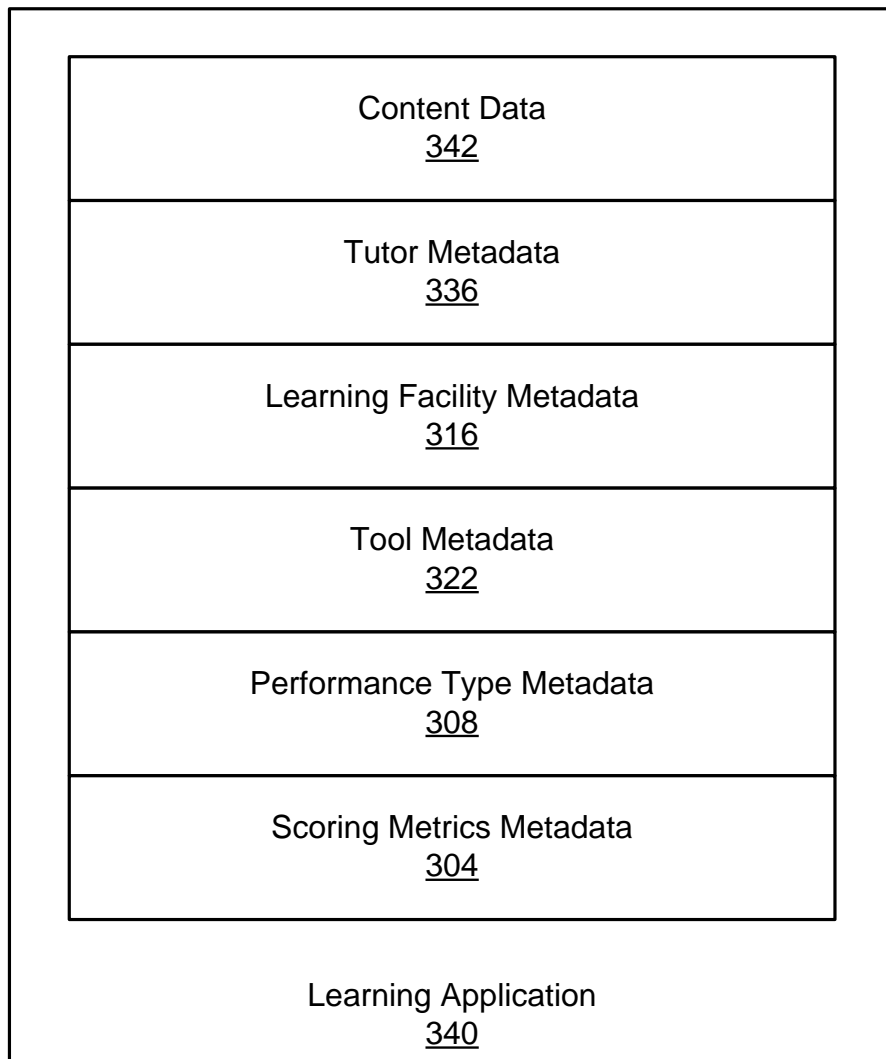 Content Data
342
Tutor Metadata
336
Learning Facility Metadata
316
Tool Metadata
322
Performance Type Metadata
308
Scoring Metrics Metadata
304
Learning Application
340